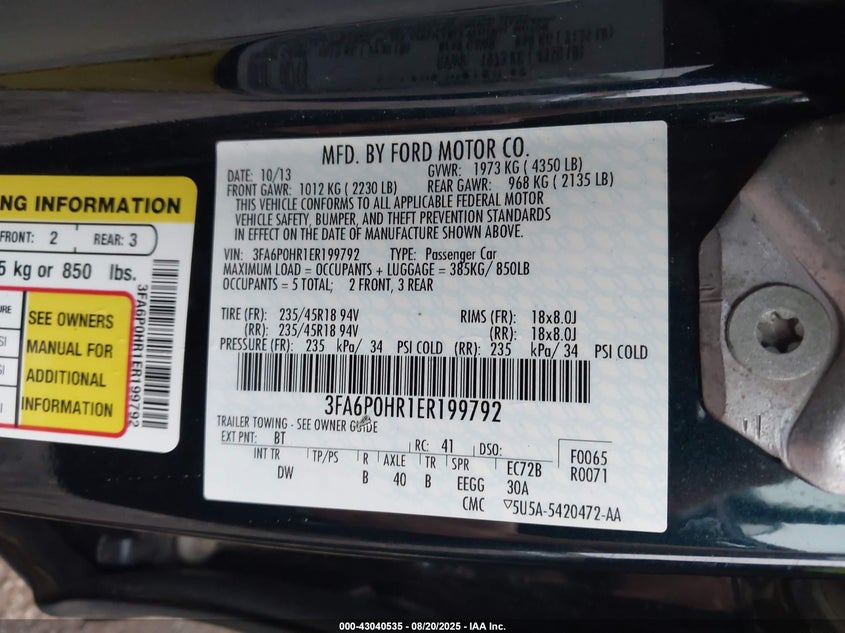 MFD. BY FORD MOTOR CO.
DATE: 10/13 GVWR: 1973 KG ( 4350 LB)
FRONT GAWR: 1012 KG ( 2230 LB) REAR GAWR: 968 KG ( 2135 LB)
THIS VEHICLE CONFORMS TO ALL APPLICABLE FEDERAL MOTOR
VEHICLE SAFETY, BUMPER, AND THEFT PREVENTION STANDARDS
IN EFFECT ON THE DATE OF MANUFACTURE SHOWN ABOVE.
VIN: 3FA6P0HR1ER199792 TYPE: Passenger Car
MAXIMUM LOAD = OCCUPANTS + LUGGAGE = 385KG/ 850LB
OCCUPANTS = 5 TOTAL; 2 FRONT, 3 REAR
TIRE (FR): 235/45R18 94V RIMS (FR): 18x8.0J
(RR): 235/45R18 94V (RR): 18x8.0J
PRESSURE (FR): 235 kPa/ 34 PSI COLD (RR): 235 kPa/ 34 PSI COLD
3FA6P0HR1ER199792
TRAILER TOWING - SEE OWNER GUIDE
EXT PNT: BT RC: 41 DSO: F0065
INT TR TP/PS R AXLE TR SPR EC72B R0071
DW B 40 B EEGG 30A
CMC ▽5U5A-5420472-AA
NG INFORMATION
FRONT: 2 REAR: 3
5 kg or 850 lbs.
SEE OWNERS
MANUAL FOR
ADDITIONAL
INFORMATION
3FA6P0HR1ER199792
000-43040535 — 08/20/2025 — IAA Inc.